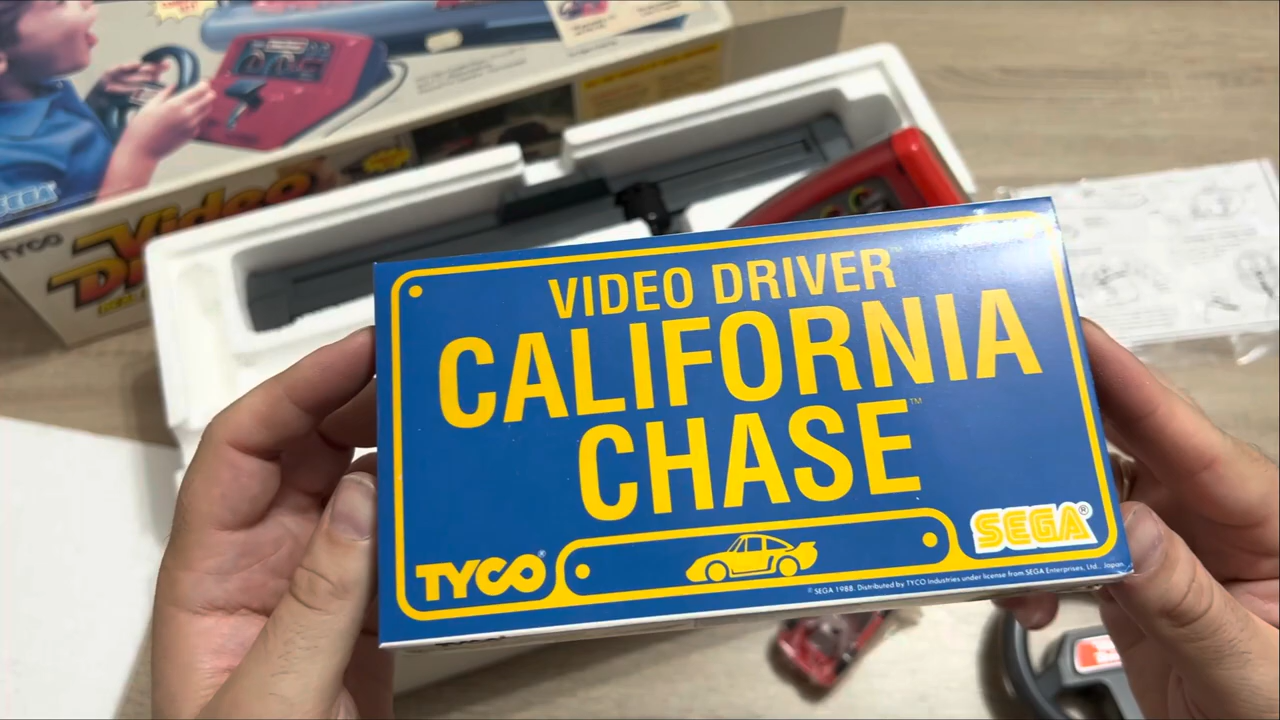 SEGA
TYCO
Video
VIDEO DRIVER™
CALIFORNIA
CHASE™
TYCO®
SEGA®
© SEGA 1988. Distributed by TYCO Industries under license from SEGA Enterprises, Ltd., Japan.